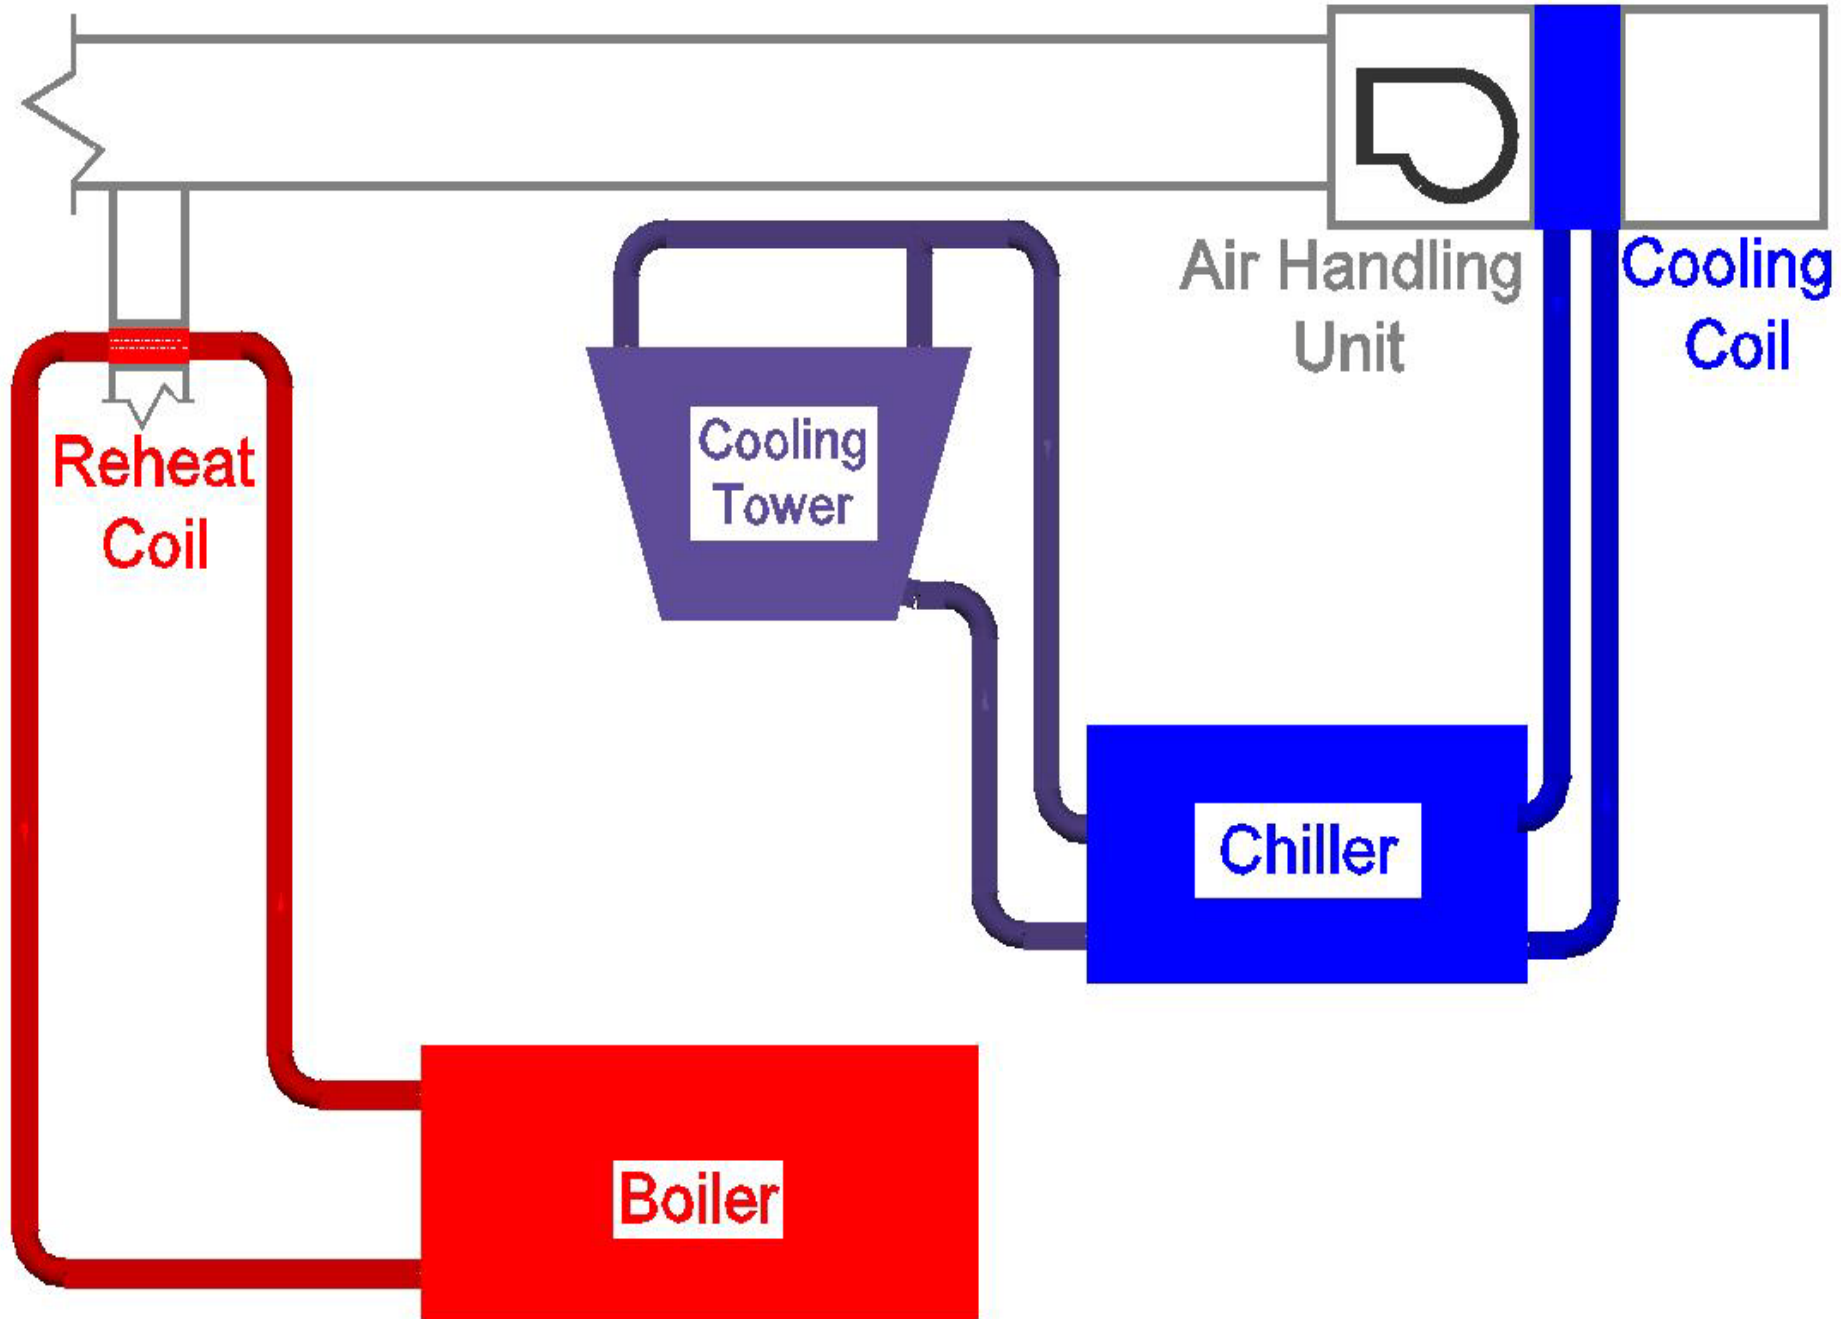 Air Handling
Unit
Cooling
Coil
Reheat
Coil
Cooling
Tower
Chiller
Boiler